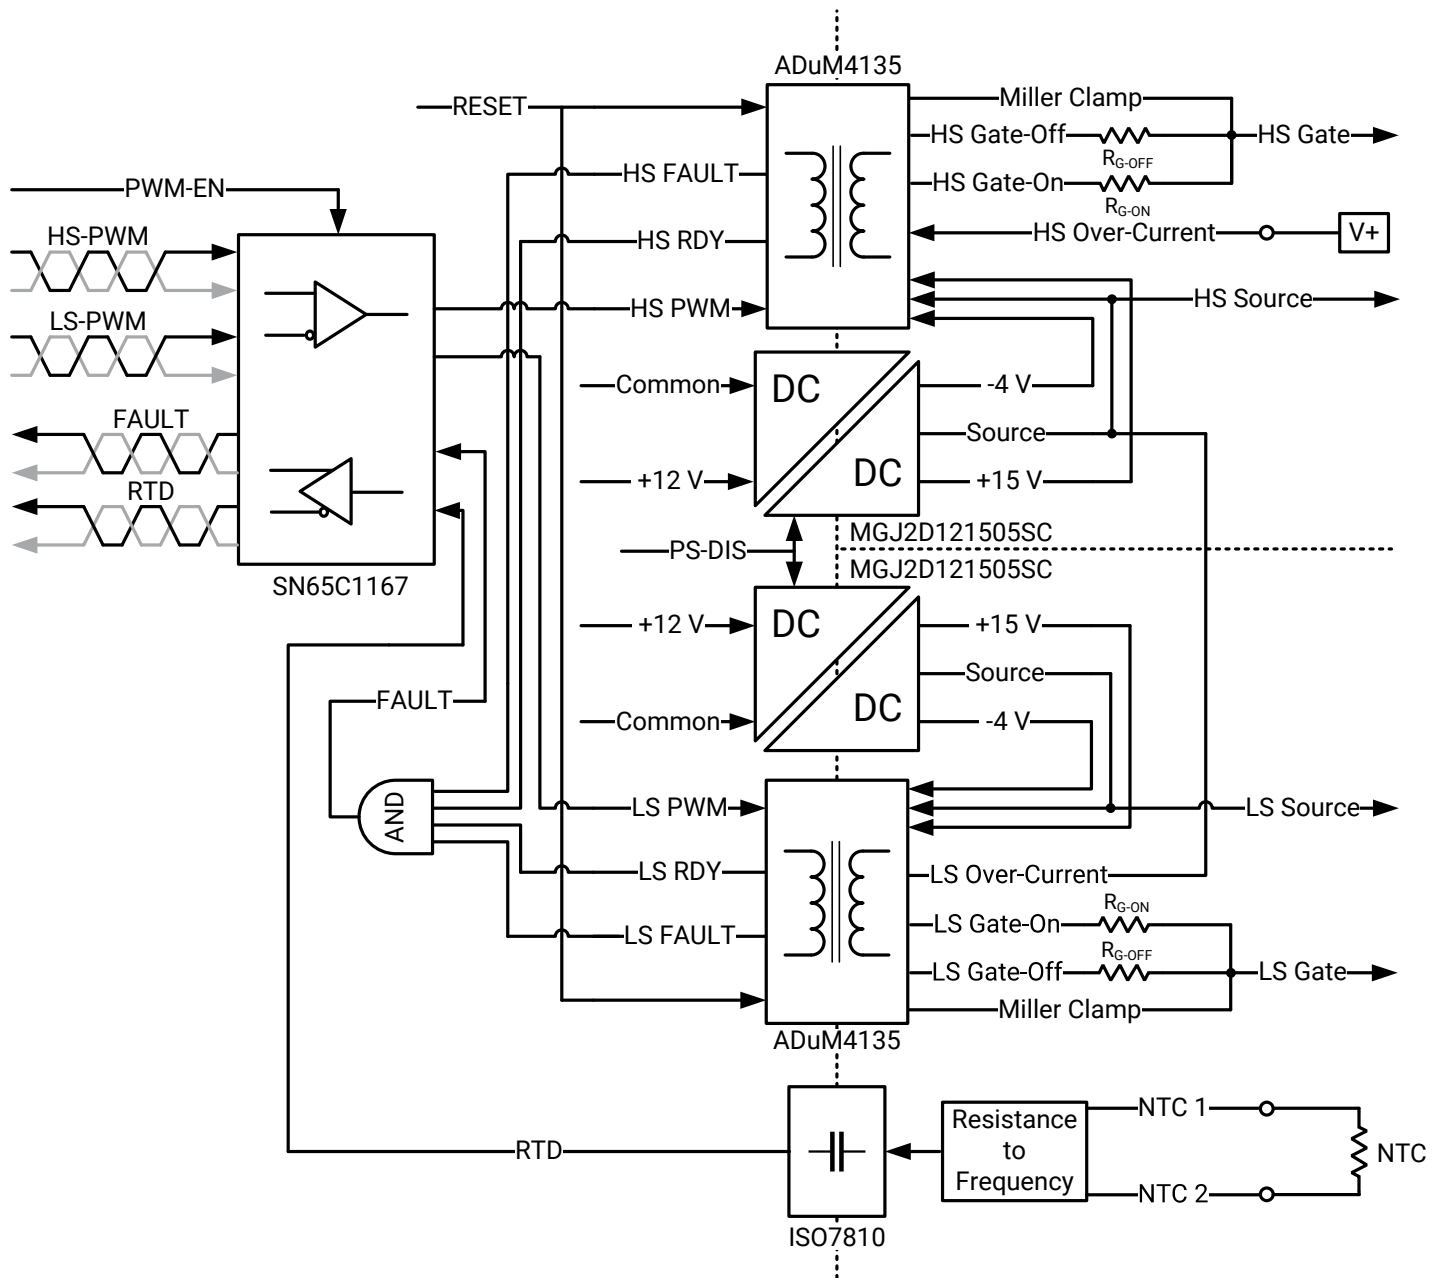 ADuM4135
RESET
Miller Clamp
HS Gate-Off
HS Gate
RG-OFF
HS FAULT
HS Gate-On
RG-ON
PWM-EN
HS-PWM
HS RDY
HS Over-Current
V+
HS PWM
HS Source
LS-PWM
Common
DC
-4 V
Source
FAULT
+12 V
DC
+15 V
RTD
MGJ2D121505SC
PS-DIS
MGJ2D121505SC
SN65C1167
+12 V
DC
+15 V
Source
FAULT
Common
DC
-4 V
AND
LS PWM
LS Source
LS RDY
LS Over-Current
RG-ON
LS Gate-On
LS FAULT
RG-OFF
LS Gate-Off
LS Gate
Miller Clamp
ADuM4135
RTD
Resistance
to
Frequency
NTC 1
NTC
NTC 2
ISO7810